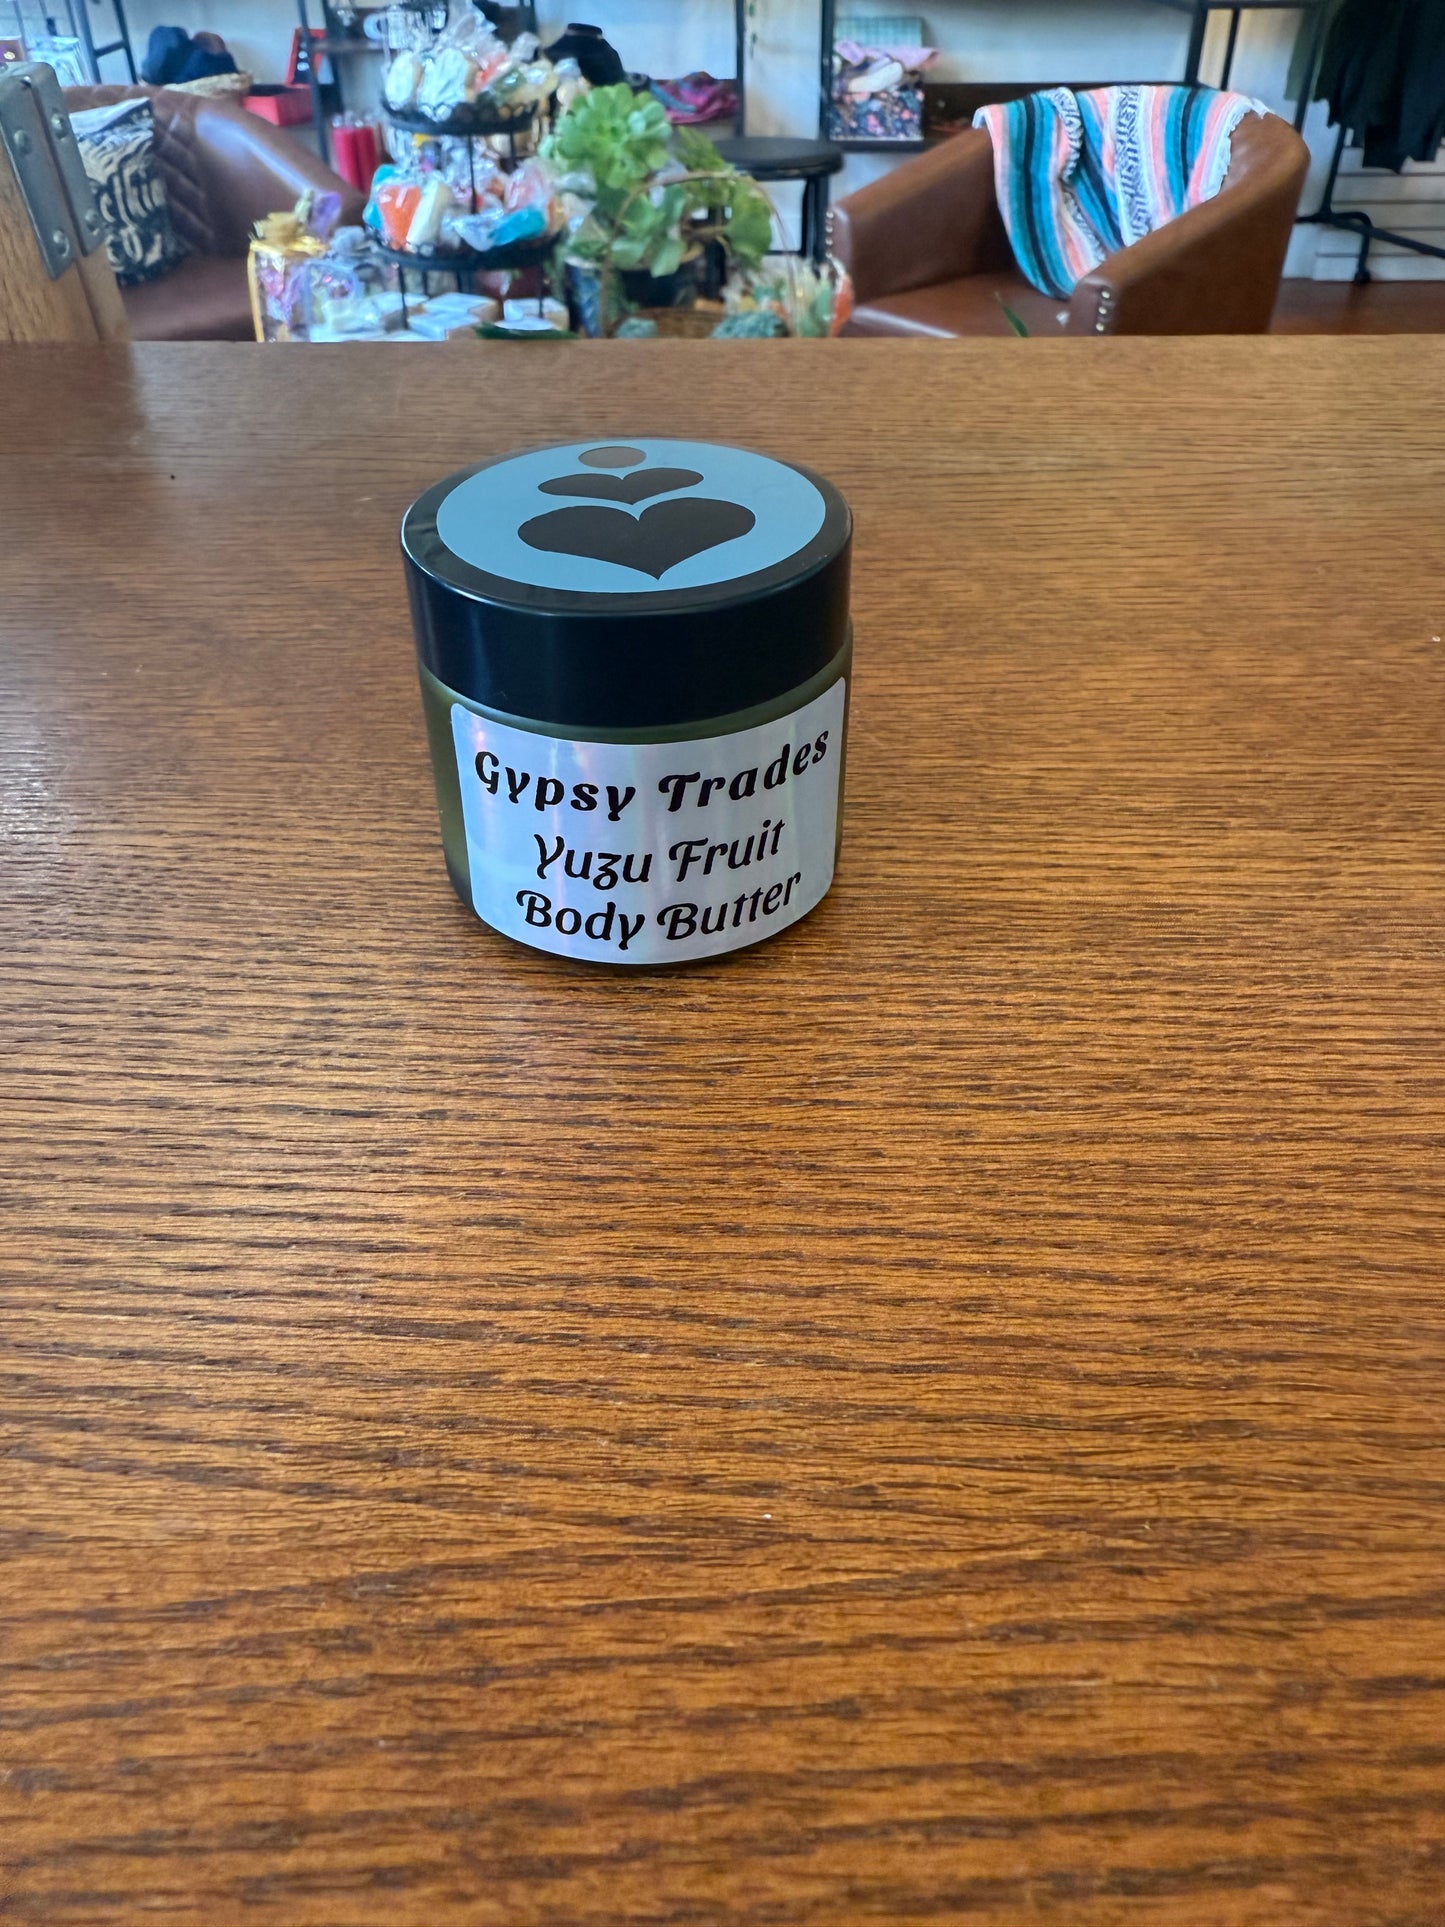 Gypsy Trades
Yuzu Fruit
Body Butter